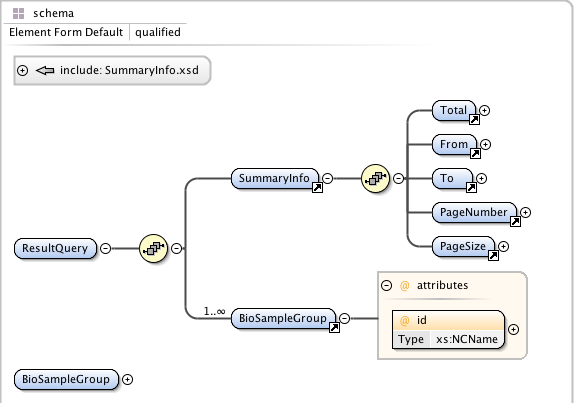 schema
Element Form Default qualified
include: SummaryInfo.xsd
Total
From
SummaryInfo
To
PageNumber
ResultQuery
PageSize
@ attributes
1..∞
BioSampleGroup
@ id
Type xs:NCName
BioSampleGroup